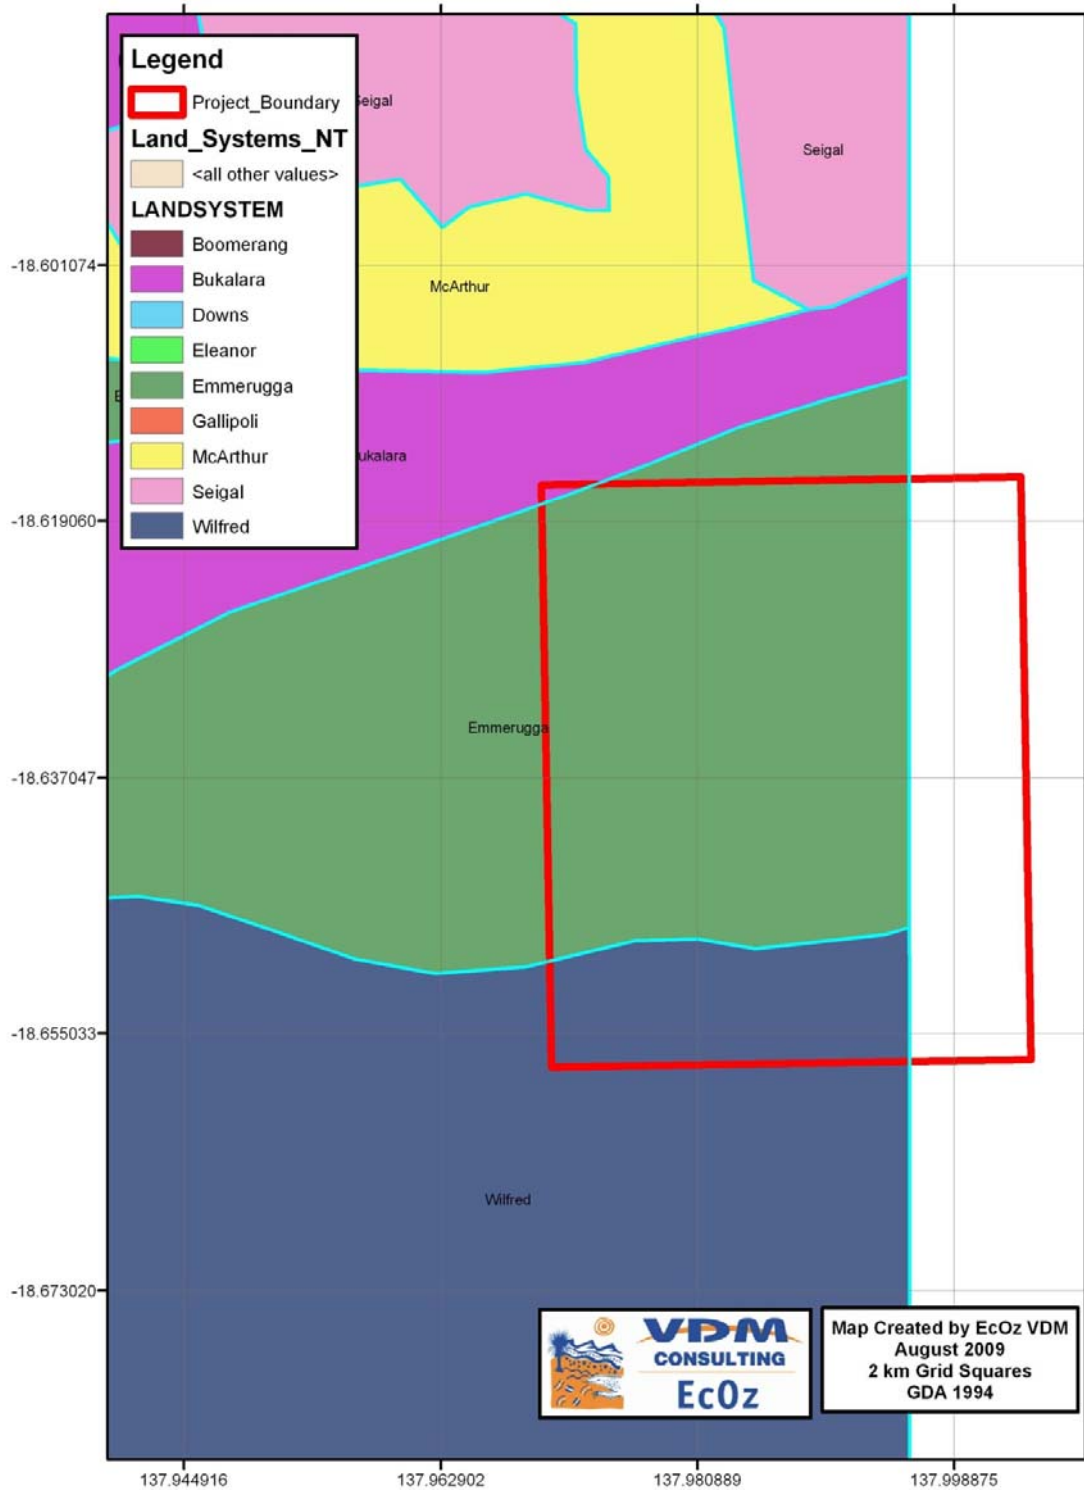 Legend
Project_Boundary
Land_Systems_NT
<all other values>
LANDSYSTEM
Boomerang
Bukalara
Downs
Eleanor
Emmerugga
Gallipoli
McArthur
Seigal
Wilfred
Seigal
Seigal
McArthur
ukalara
Emmerugga
Wilfred
-18.601074
-18.619060
-18.637047
-18.655033
-18.673020
137.944916
137.962902
137.980889
137.998875
VDM
CONSULTING
EcOz
Map Created by EcOz VDM
August 2009
2 km Grid Squares
GDA 1994